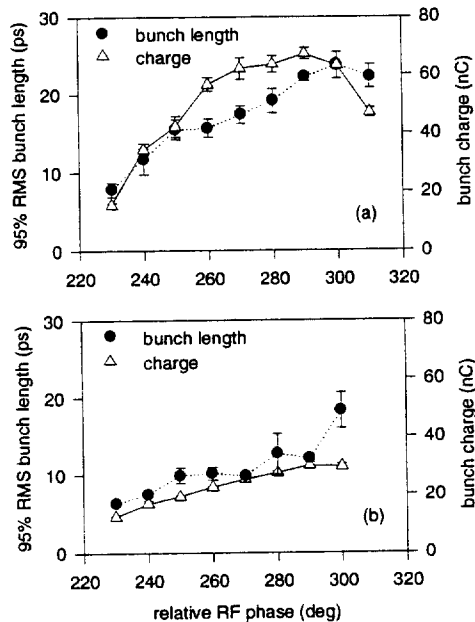 30
20
10
0
95% RMS bunch length (ps)
bunch length
charge
(a)
80
60
40
20
0
bunch charge (nC)
220 240 260 280 300 320
30
20
10
0
95% RMS bunch length (ps)
bunch length
charge
(b)
80
60
40
20
0
bunch charge (nC)
220 240 260 280 300 320
relative RF phase (deg)